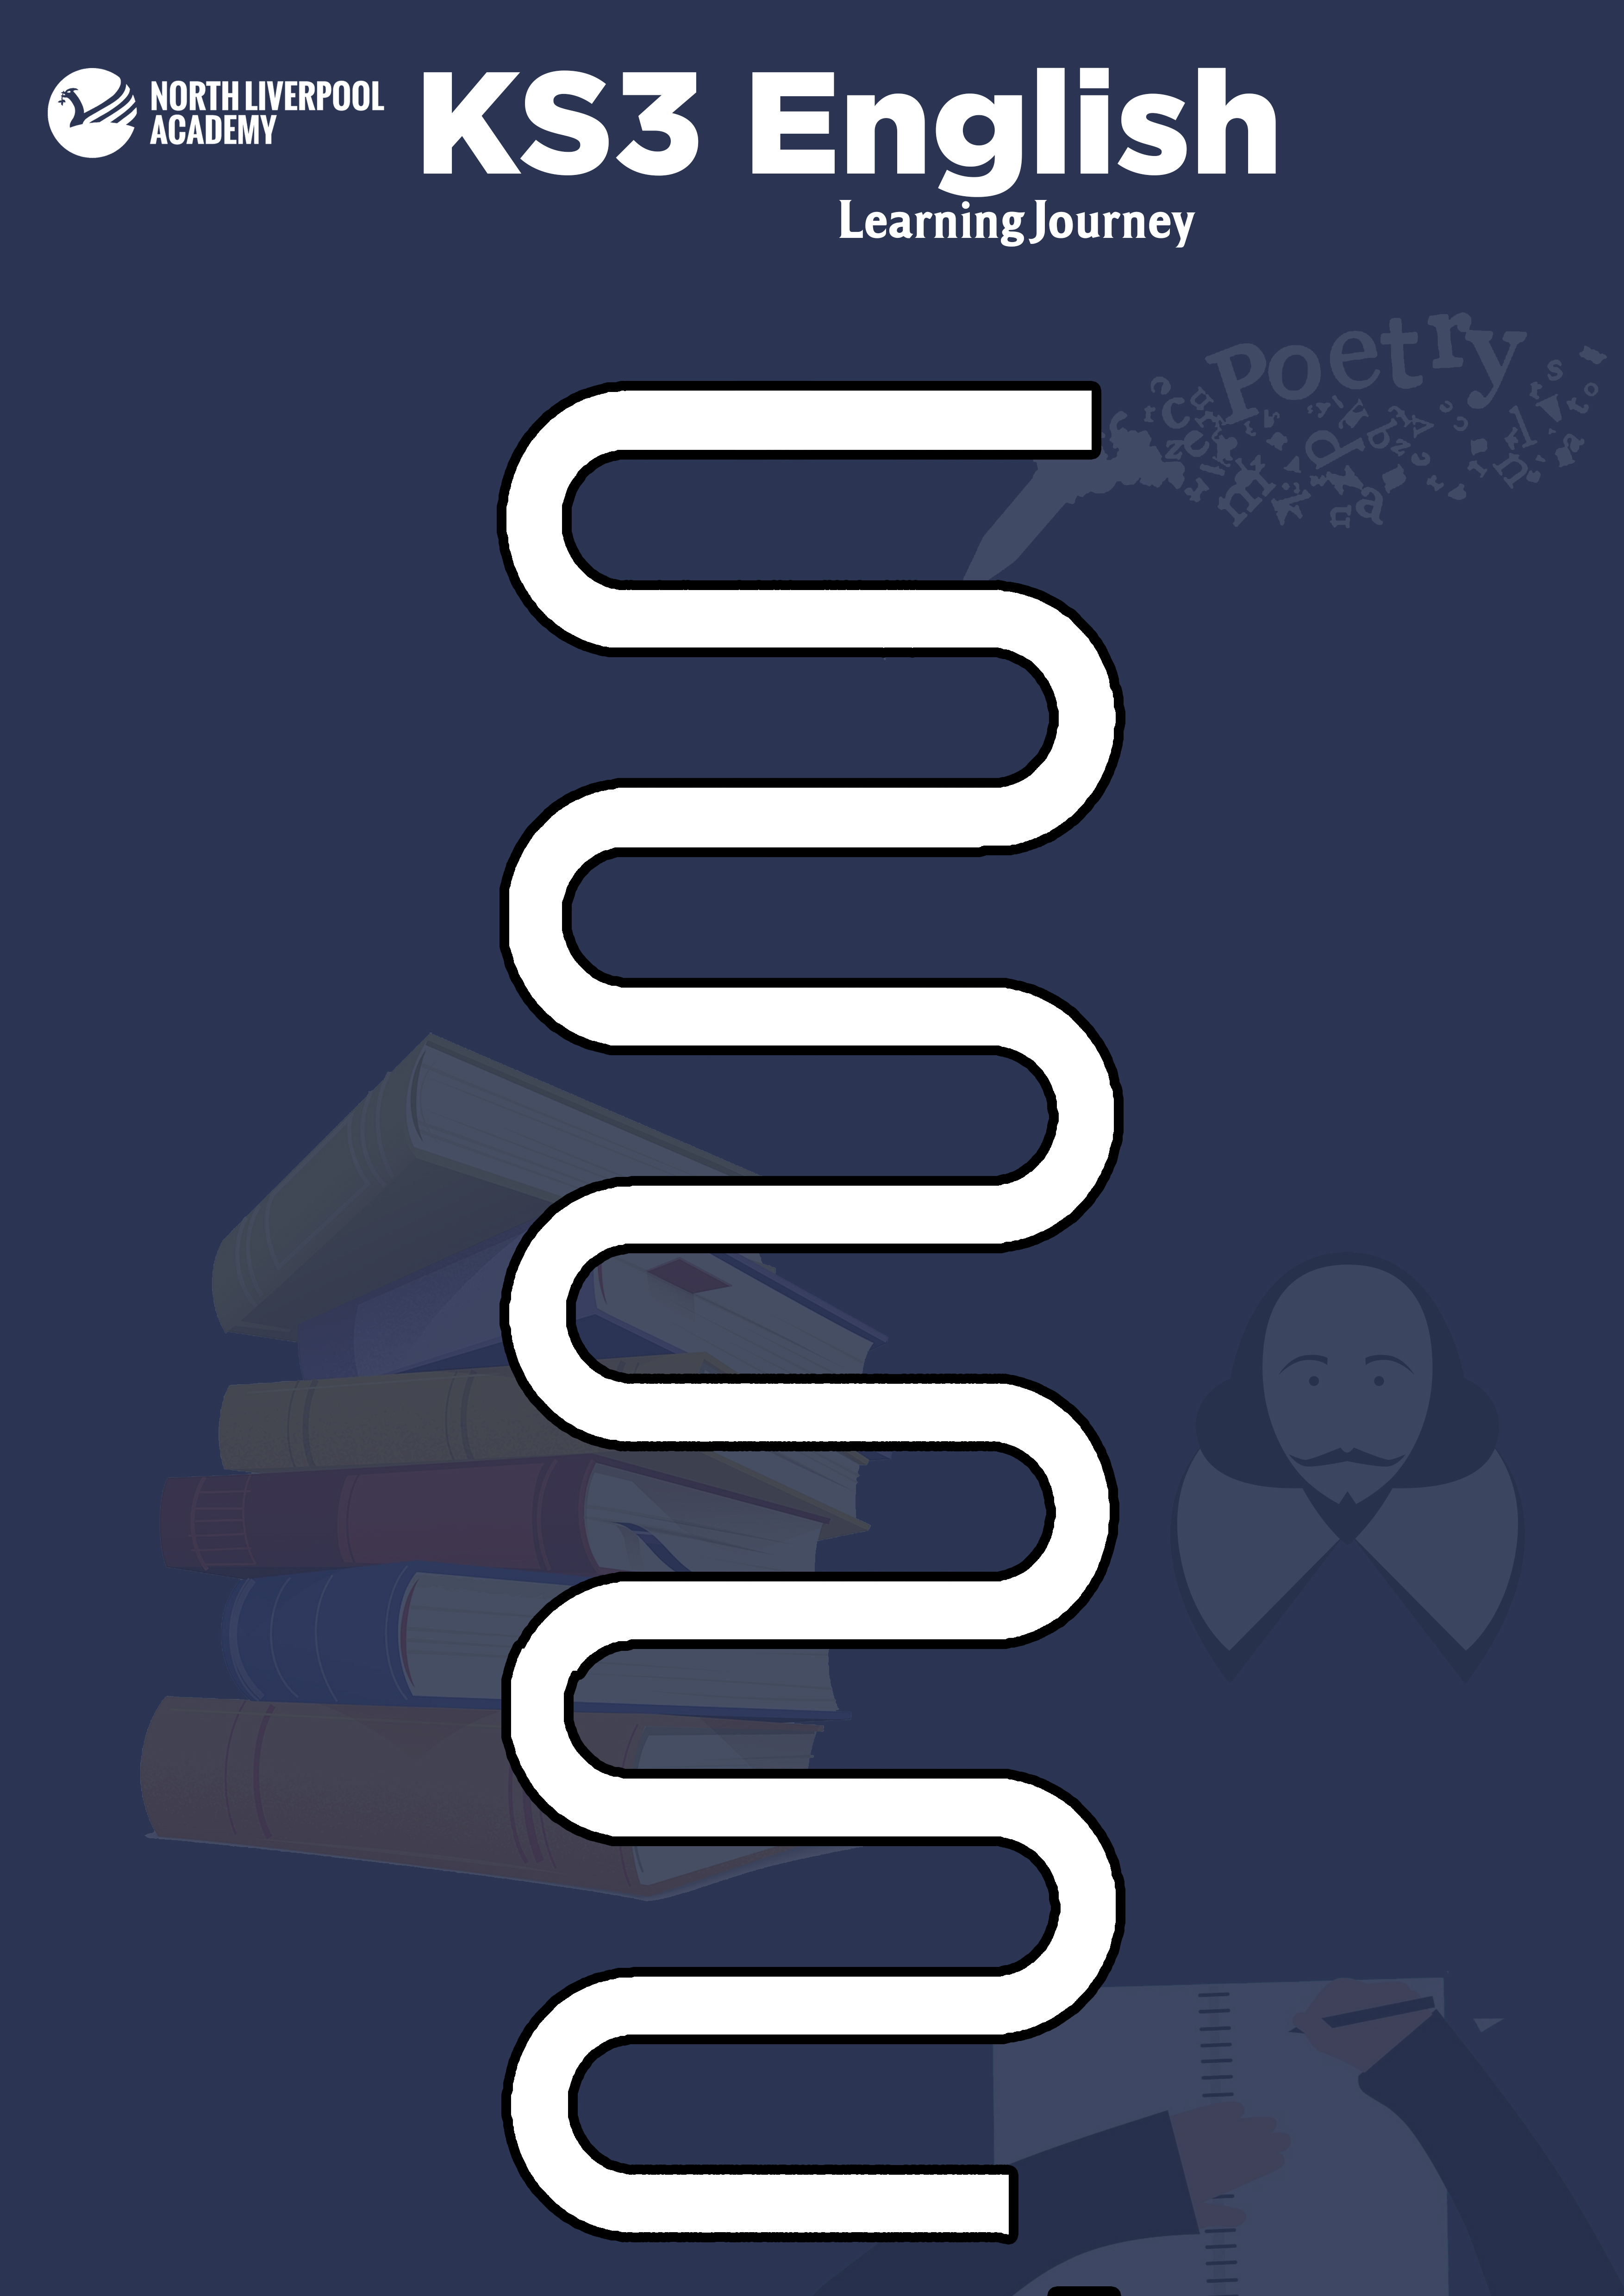 NORTH LIVERPOOL
ACADEMY
KS3 English
Learning Journey
Poetry